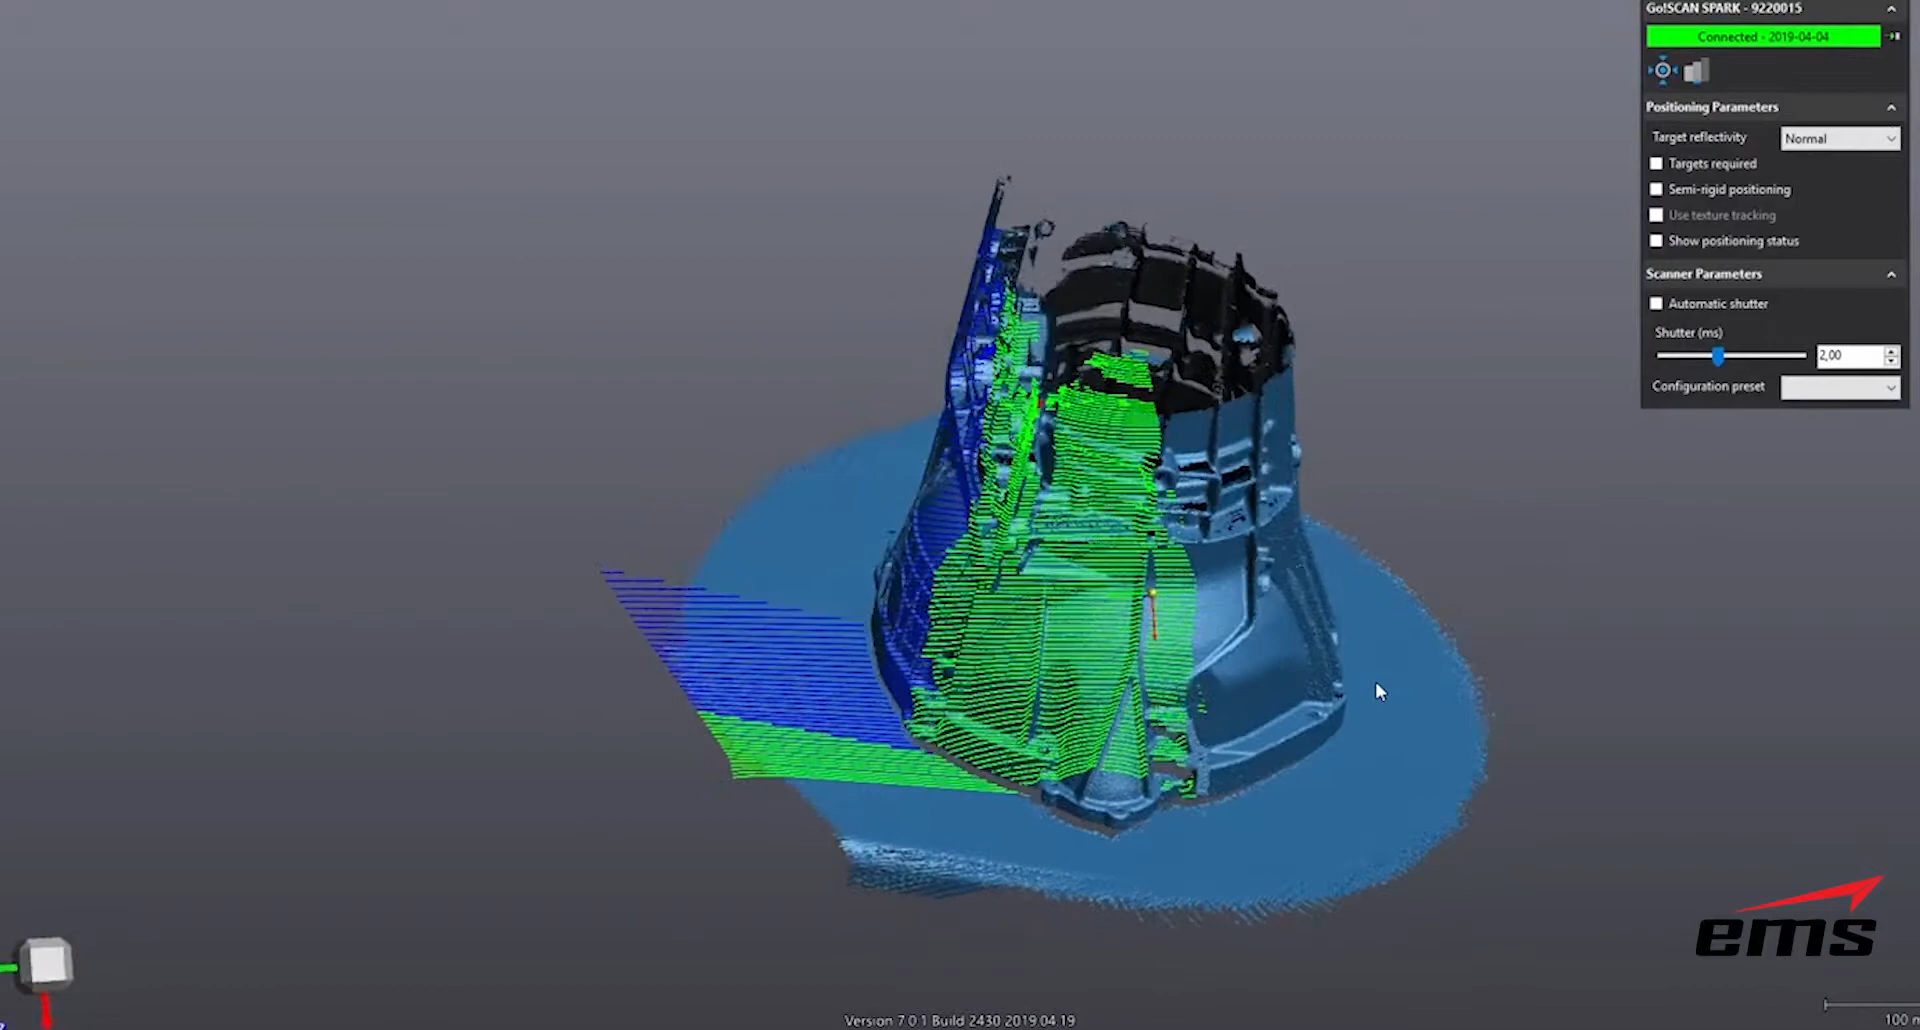 Go!SCAN SPARK - 9220015
Connected - 2019-04-04
Positioning Parameters
Target reflectivity Normal
Targets required
Semi-rigid positioning
Use texture tracking
Show positioning status
Scanner Parameters
Automatic shutter
Shutter (ms)
2,00
Configuration preset
ems
Version 7.0.1 Build 2430 2019.04.19
100 m